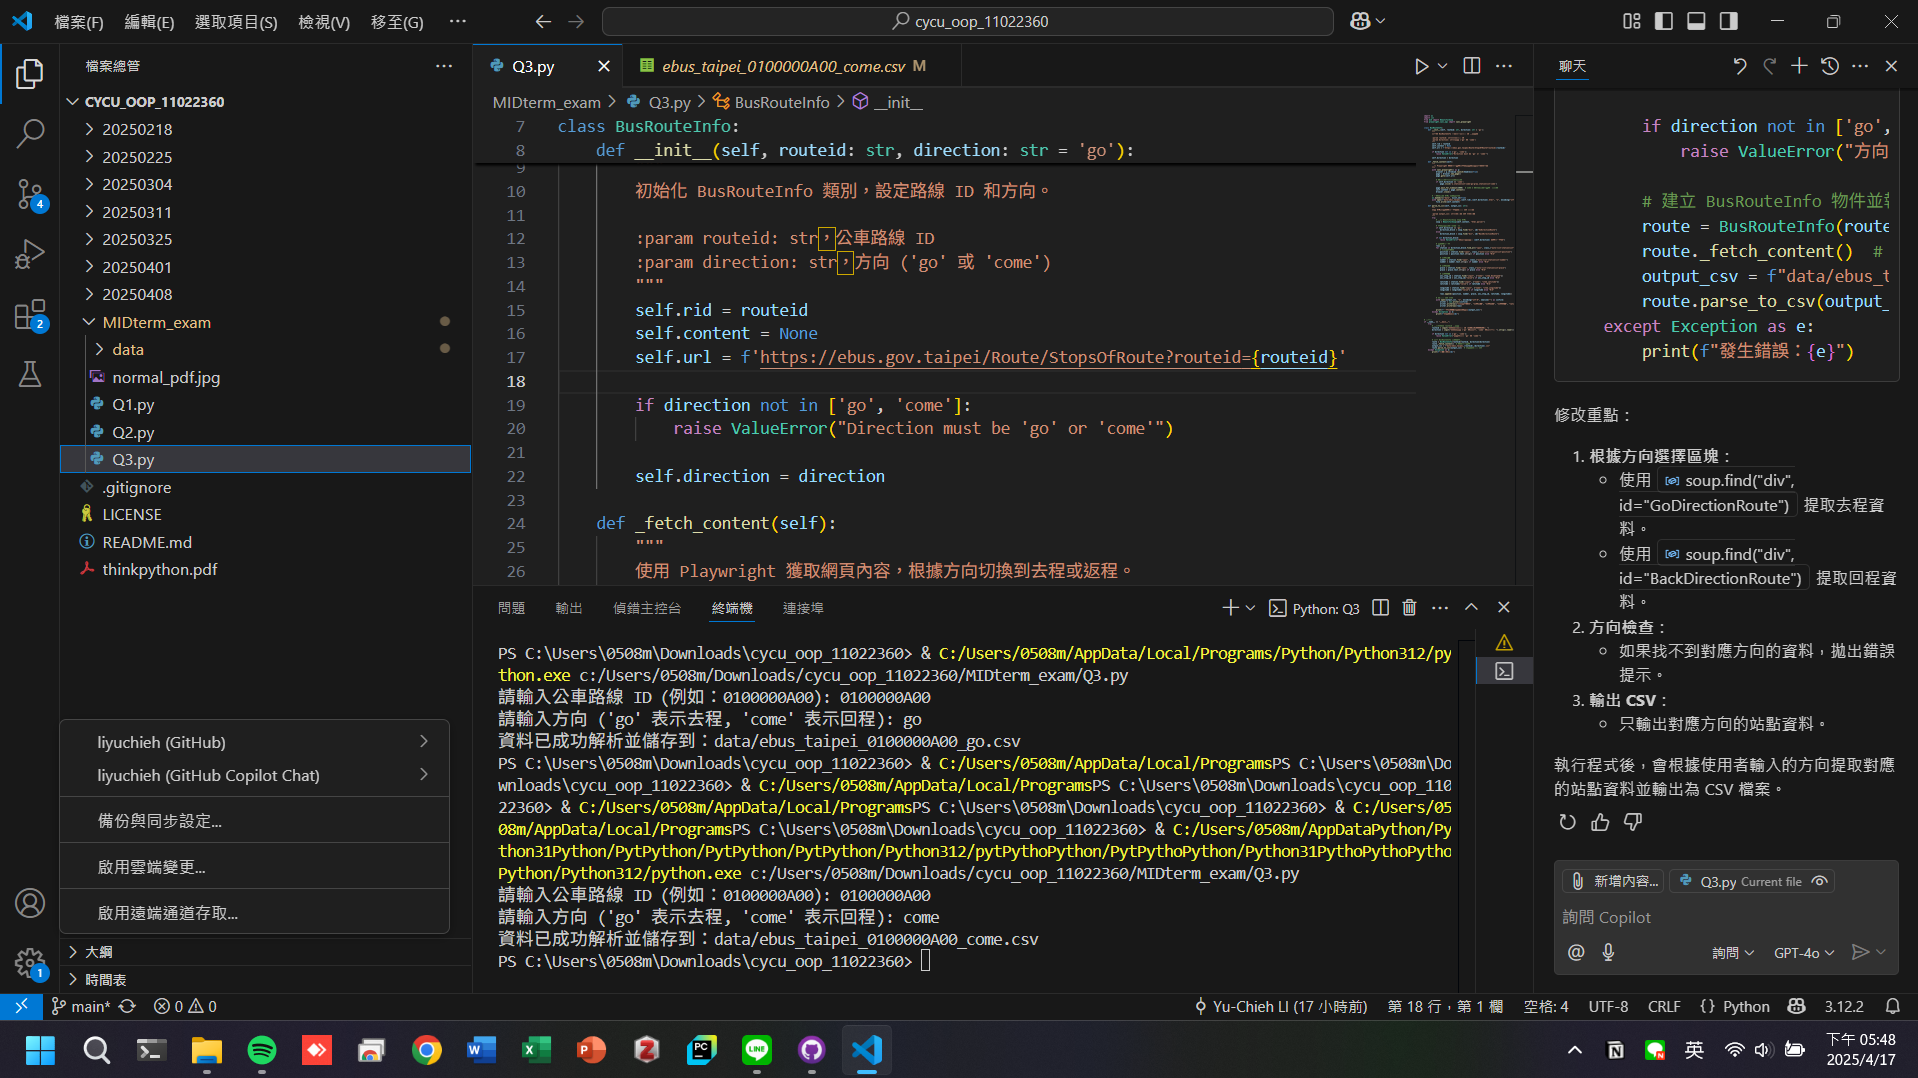 檔案(F) 編輯(E) 選取項目(S) 檢視(V) 移至(G) ··· cycu_oop_11022360
檔案總管
CYCU_OOP_11022360
20250218
20250225
20250304
20250311
20250325
20250401
20250408
MIDterm_exam
data
normal_pdf.jpg
Q1.py
Q2.py
Q3.py
.gitignore
LICENSE
README.md
thinkpython.pdf
4
2
liyuchieh (GitHub)
liyuchieh (GitHub Copilot Chat)
備份與同步設定...
啟用雲端變更...
啟用遠端通道存取...
大綱
時間表
1
Q3.py
ebus_taipei_0100000A00_come.csv M
MIDterm_exam > Q3.py > BusRouteInfo > __init__
7 class BusRouteInfo:
8 def __init__(self, routeid: str, direction: str = 'go'):
9
10 初始化 BusRouteInfo 類別，設定路線 ID 和方向。
11
12 :param routeid: str，公車路線 ID
13 :param direction: str，方向 ('go' 或 'come')
14 """
15 self.rid = routeid
16 self.content = None
17 self.url = f'https://ebus.gov.taipei/Route/StopsOfRoute?routeid={routeid}'
18
19 if direction not in ['go', 'come']:
20 raise ValueError("Direction must be 'go' or 'come'")
21
22 self.direction = direction
23
24 def _fetch_content(self):
25 """
26 使用 Playwright 獲取網頁內容，根據方向切換到去程或返程。
問題 輸出 偵錯主控台 終端機 連接埠 Python: Q3
PS C:\Users\0508m\Downloads\cycu_oop_11022360> & C:/Users/0508m/AppData/Local/Programs/Python/Python312/py
thon.exe c:/Users/0508m/Downloads/cycu_oop_11022360/MIDterm_exam/Q3.py
請輸入公車路線 ID (例如：0100000A00): 0100000A00
請輸入方向 ('go' 表示去程, 'come' 表示回程): go
資料已成功解析並儲存到：data/ebus_taipei_0100000A00_go.csv
PS C:\Users\0508m\Downloads\cycu_oop_11022360> & C:/Users/0508m/AppData/Local/ProgramsPS C:\Users\0508m\Do
wnloads\cycu_oop_11022360> & C:/Users/0508m/AppData/Local/ProgramsPS C:\Users\0508m\Downloads\cycu_oop_110
22360> & C:/Users/0508m/AppData/Local/ProgramsPS C:\Users\0508m\Downloads\cycu_oop_11022360> & C:/Users/05
08m/AppData/Local/ProgramsPS C:\Users\0508m\Downloads\cycu_oop_11022360> & C:/Users/0508m/AppDataPython/Py
thon31Python/PytPython/PytPython/PytPython/Python312/pytPythoPython/PytPythoPython/Python31PythoPythoPytho
Python/Python312/python.exe c:/Users/0508m/Downloads/cycu_oop_11022360/MIDterm_exam/Q3.py
請輸入公車路線 ID (例如：0100000A00): 0100000A00
請輸入方向 ('go' 表示去程, 'come' 表示回程): come
資料已成功解析並儲存到：data/ebus_taipei_0100000A00_come.csv
PS C:\Users\0508m\Downloads\cycu_oop_11022360>
聊天
if direction not in ['go',
raise ValueError("方向
# 建立 BusRouteInfo 物件並
route = BusRouteInfo(route
route._fetch_content() #
output_csv = f"data/ebus_t
route.parse_to_csv(output_
except Exception as e:
print(f"發生錯誤：{e}")
修改重點：
1. 根據方向選擇區塊：
使用 soup.find("div",
id="GoDirectionRoute") 提取去程資
料。
使用 soup.find("div",
id="BackDirectionRoute") 提取回程資
料。
2. 方向檢查：
如果找不到對應方向的資料，拋出錯誤
提示。
3. 輸出 CSV：
只輸出對應方向的站點資料。
執行程式後，會根據使用者輸入的方向提取對應
的站點資料並輸出為 CSV 檔案。
新增內容... Q3.py Current file
詢問 Copilot
@ 詢問 GPT-4o
main* 0 0 Yu-Chieh LI (17 小時前) 第 18 行，第 1 欄 空格: 4 UTF-8 CRLF {} Python 3.12.2
英 下午 05:48
2025/4/17